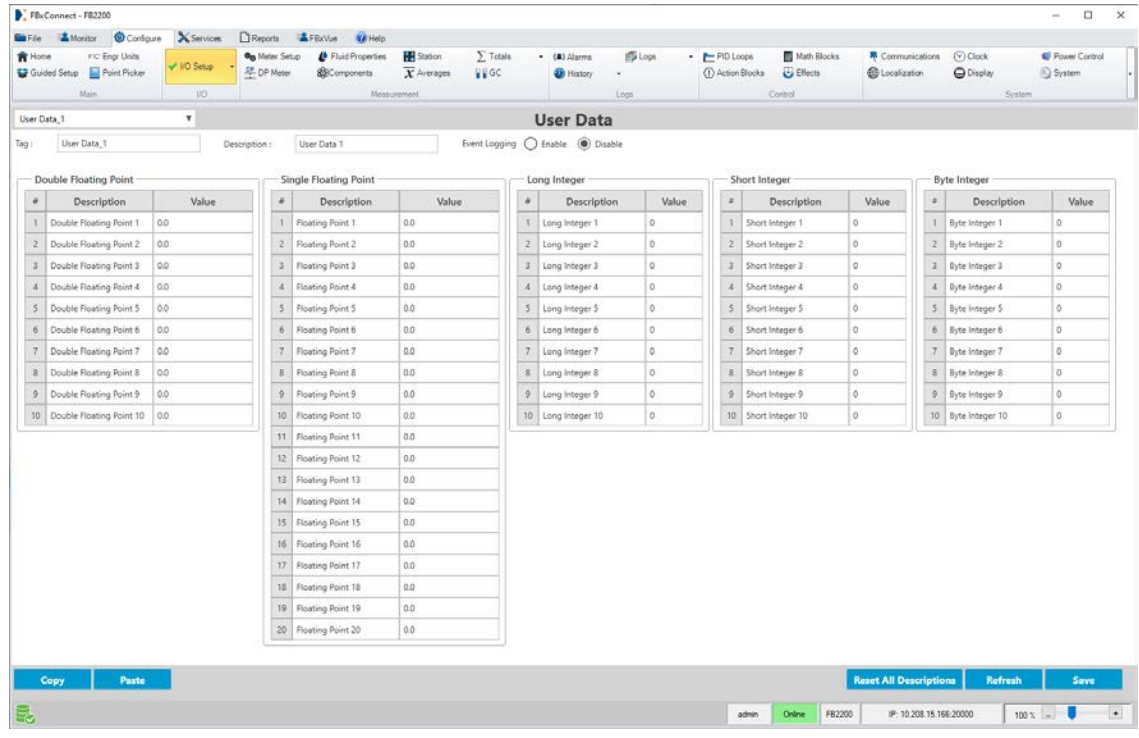 FBxConnect - FB2200
File Monitor Configure Services Reports FBxVue Help
Home Engr Units I/O Setup Meter Setup Fluid Properties Station Totals Alarms Logs PID Loops Math Blocks Communications Clock Power Control
Guided Setup Point Picker DP Meter Components Averages GC History Action Blocks Effects Localization Display System
Main I/O Measurement Logs Control System
User Data_1 User Data
Tag : User Data_1 Description : User Data 1 Event Logging Enable Disable
Double Floating Point Single Floating Point Long Integer Short Integer Byte Integer
# Description Value # Description Value # Description Value # Description Value # Description Value
1 Double Floating Point 1 0.0 1 Floating Point 1 0.0 1 Long Integer 1 0 1 Short Integer 1 0 1 Byte Integer 1 0
2 Double Floating Point 2 0.0 2 Floating Point 2 0.0 2 Long Integer 2 0 2 Short Integer 2 0 2 Byte Integer 2 0
3 Double Floating Point 3 0.0 3 Floating Point 3 0.0 3 Long Integer 3 0 3 Short Integer 3 0 3 Byte Integer 3 0
4 Double Floating Point 4 0.0 4 Floating Point 4 0.0 4 Long Integer 4 0 4 Short Integer 4 0 4 Byte Integer 4 0
5 Double Floating Point 5 0.0 5 Floating Point 5 0.0 5 Long Integer 5 0 5 Short Integer 5 0 5 Byte Integer 5 0
6 Double Floating Point 6 0.0 6 Floating Point 6 0.0 6 Long Integer 6 0 6 Short Integer 6 0 6 Byte Integer 6 0
7 Double Floating Point 7 0.0 7 Floating Point 7 0.0 7 Long Integer 7 0 7 Short Integer 7 0 7 Byte Integer 7 0
8 Double Floating Point 8 0.0 8 Floating Point 8 0.0 8 Long Integer 8 0 8 Short Integer 8 0 8 Byte Integer 8 0
9 Double Floating Point 9 0.0 9 Floating Point 9 0.0 9 Long Integer 9 0 9 Short Integer 9 0 9 Byte Integer 9 0
10 Double Floating Point 10 0.0 10 Floating Point 10 0.0 10 Long Integer 10 0 10 Short Integer 10 0 10 Byte Integer 10 0
11 Floating Point 11 0.0
12 Floating Point 12 0.0
13 Floating Point 13 0.0
14 Floating Point 14 0.0
15 Floating Point 15 0.0
16 Floating Point 16 0.0
17 Floating Point 17 0.0
18 Floating Point 18 0.0
19 Floating Point 19 0.0
20 Floating Point 20 0.0
Copy Paste Reset All Descriptions Refresh Save
admin Online FB2200 IP: 10.208.15.166:20000 100 %